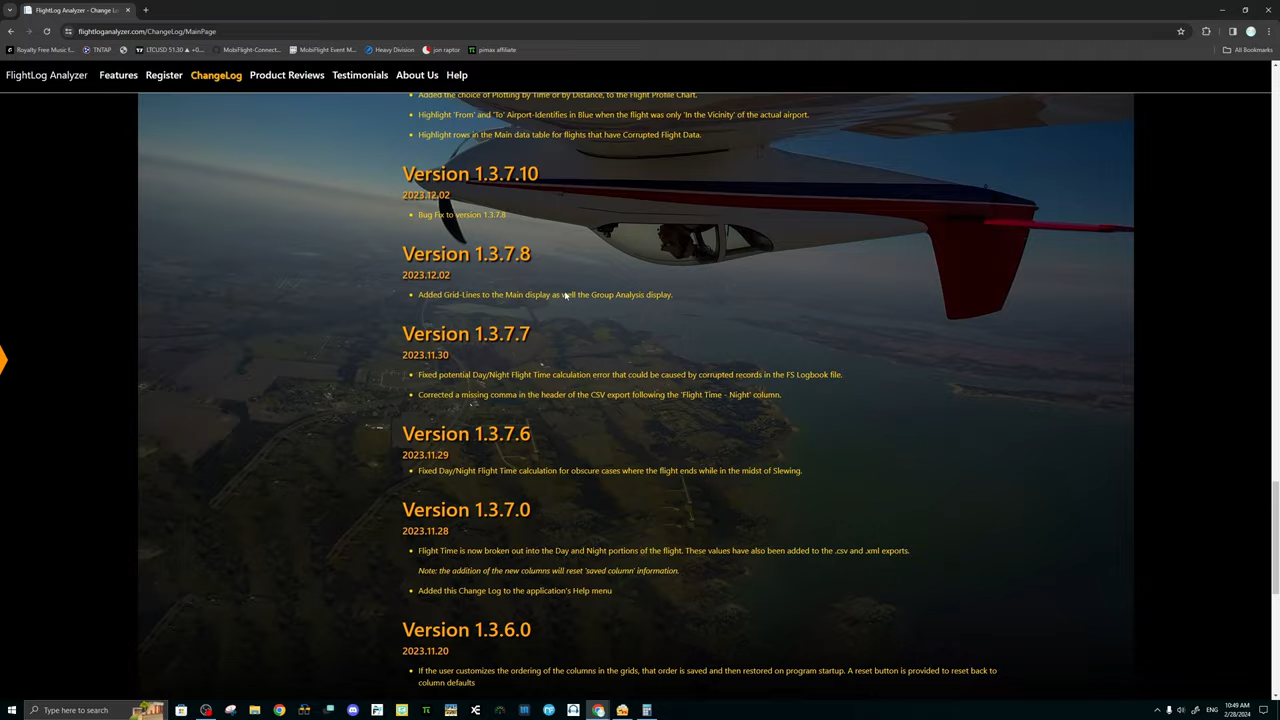 FlightLog Analyzer - Change Lo
flightloganalyzer.com/ChangeLog/MainPage
Royalty Free Music f...
TNTAP
LTCUSD 51.30 ▲ +0...
MobiFlight-Connect...
MobiFlight Event M...
Heavy Division
jon raptor
pimax affiliate
All Bookmarks
FlightLog Analyzer Features Register ChangeLog Product Reviews Testimonials About Us Help
• Added the choice of Plotting by Time or by Distance, to the Flight Profile Chart.
• Highlight 'From' and 'To' Airport-Identifies in Blue when the flight was only 'In the Vicinity' of the actual airport.
• Highlight rows in the Main data table for flights that have Corrupted Flight Data.
Version 1.3.7.10
2023.12.02
• Bug Fix to version 1.3.7.8
Version 1.3.7.8
2023.12.02
• Added Grid-Lines to the Main display as well the Group Analysis display.
Version 1.3.7.7
2023.11.30
• Fixed potential Day/Night Flight Time calculation error that could be caused by corrupted records in the FS Logbook file.
• Corrected a missing comma in the header of the CSV export following the 'Flight Time - Night' column.
Version 1.3.7.6
2023.11.29
• Fixed Day/Night Flight Time calculation for obscure cases where the flight ends while in the midst of Slewing.
Version 1.3.7.0
2023.11.28
• Flight Time is now broken out into the Day and Night portions of the flight. These values have also been added to the .csv and .xml exports.
Note: the addition of the new columns will reset 'saved column' information.
• Added this Change Log to the application's Help menu
Version 1.3.6.0
2023.11.20
• If the user customizes the ordering of the columns in the grids, that order is saved and then restored on program startup. A reset button is provided to reset back to
column defaults
Type here to search
10:49 AM
2/28/2024